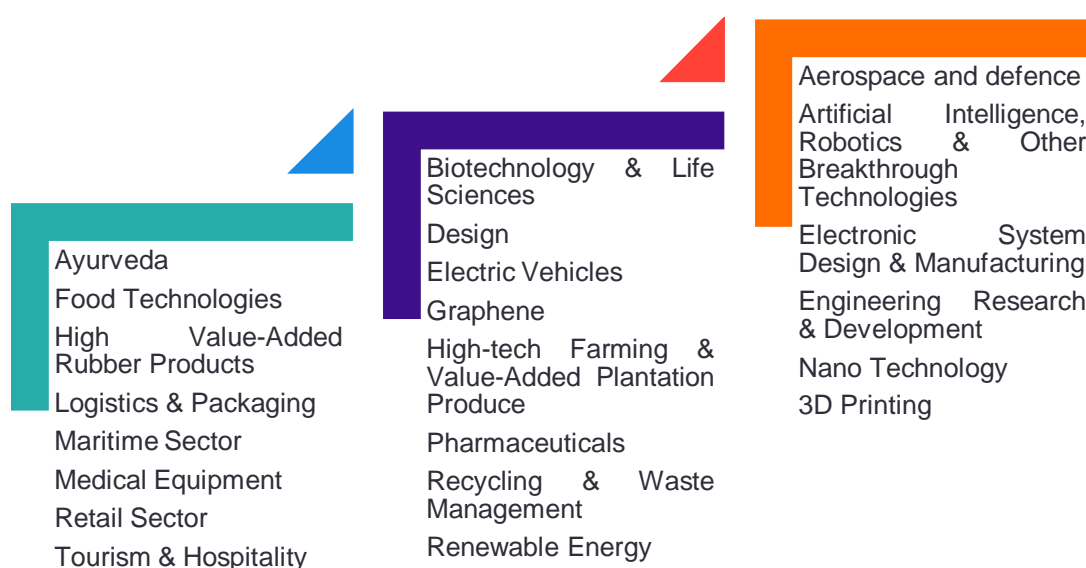 Ayurveda
Food Technologies
High Value-Added
Rubber Products
Logistics & Packaging
Maritime Sector
Medical Equipment
Retail Sector
Tourism & Hospitality
Biotechnology & Life
Sciences
Design
Electric Vehicles
Graphene
High-tech Farming &
Value-Added Plantation
Produce
Pharmaceuticals
Recycling & Waste
Management
Renewable Energy
Aerospace and defence
Artificial Intelligence,
Robotics & Other
Breakthrough
Technologies
Electronic System
Design & Manufacturing
Engineering Research
& Development
Nano Technology
3D Printing